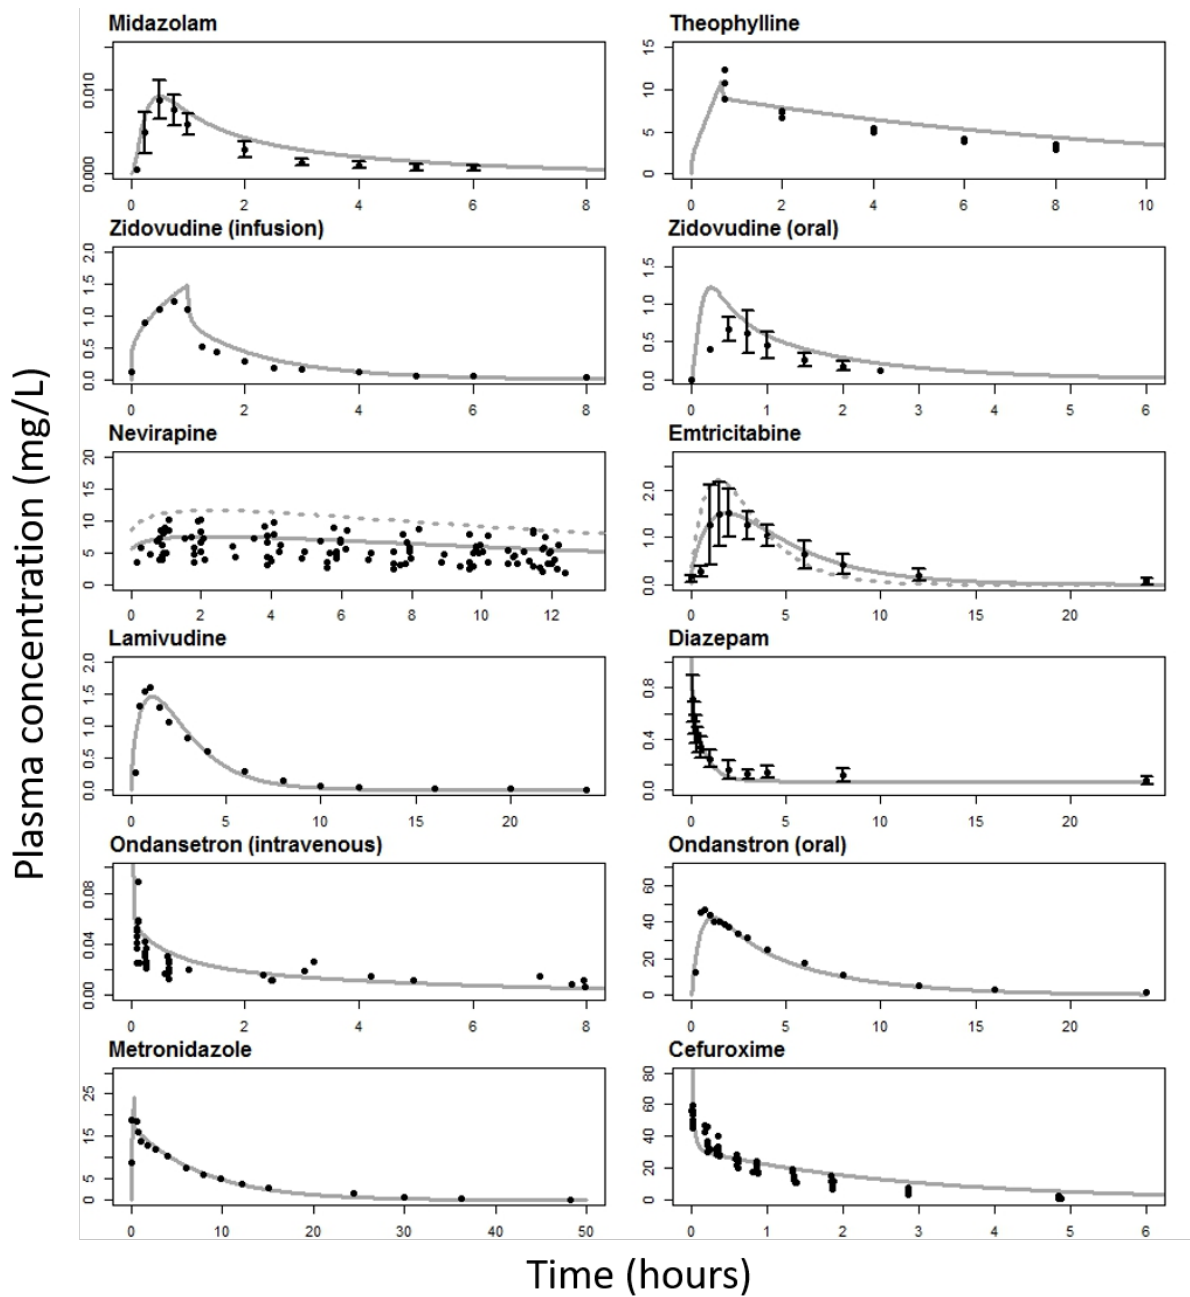 Plasma concentration (mg/L)
Midazolam
0.010
0.000
0 2 4 6 8
Theophylline
15
10
5
0
0 2 4 6 8 10
Zidovudine (infusion)
2.0
1.5
1.0
0.5
0.0
0 2 4 6 8
Zidovudine (oral)
1.5
1.0
0.5
0.0
0 1 2 3 4 5 6
Nevirapine
20
15
10
5
0
0 2 4 6 8 10 12
Emtricitabine
2.0
1.0
0.0
0 5 10 15 20
Lamivudine
2.0
1.5
1.0
0.5
0.0
0 5 10 15 20
Diazepam
0.8
0.4
0.0
0 5 10 15 20
Ondansetron (intravenous)
0.08
0.04
0.00
0 2 4 6 8
Ondanstron (oral)
60
40
20
0
0 5 10 15 20
Metronidazole
25
15
5
0
0 10 20 30 40 50
Cefuroxime
80
60
40
20
0
0 1 2 3 4 5 6
Time (hours)